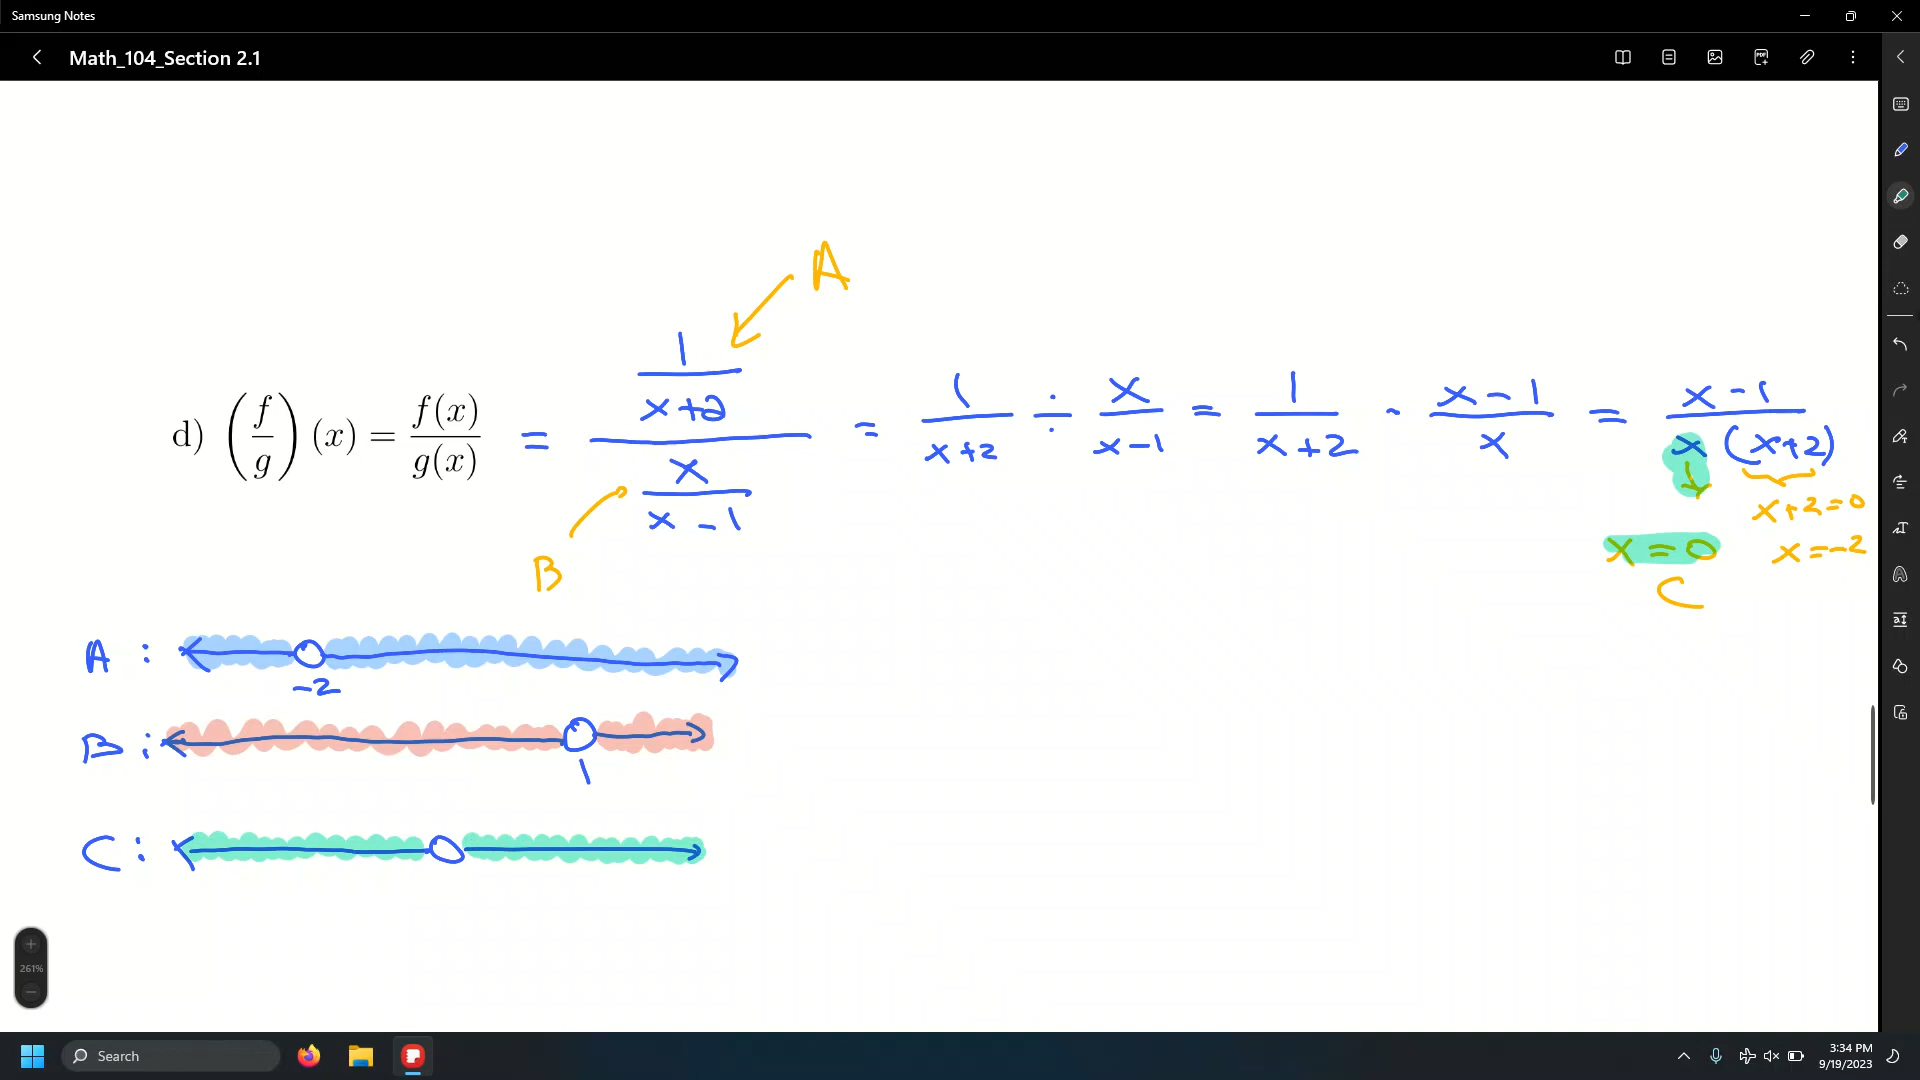 Samsung Notes
Math_104_Section 2.1
A
d) (f/g)(x) = f(x)/g(x) = (1/(x+2))/(x/(x-1)) = 1/(x+2) ÷ x/(x-1) = 1/(x+2) · (x-1)/x = (x-1)/(x(x+2))
x+2=0
x=0
x=-2
B
C
A :
-2
B :
1
C :
261%
Search
3:34 PM
9/19/2023